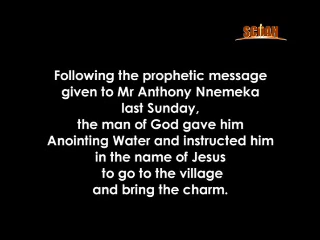 SCOAN
Following the prophetic message
given to Mr Anthony Nnemeka
last Sunday,
the man of God gave him
Anointing Water and instructed him
in the name of Jesus
to go to the village
and bring the charm.